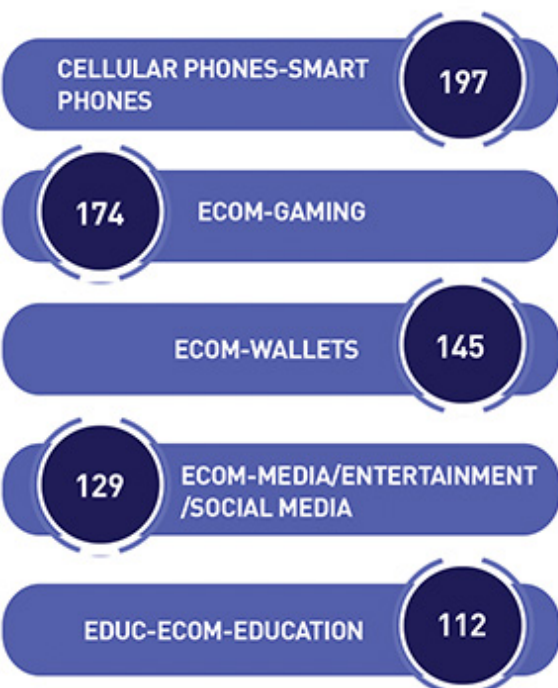 CELLULAR PHONES-SMART
PHONES
197
174
ECOM-GAMING
ECOM-WALLETS
145
129
ECOM-MEDIA/ENTERTAINMENT
/SOCIAL MEDIA
EDUC-ECOM-EDUCATION
112